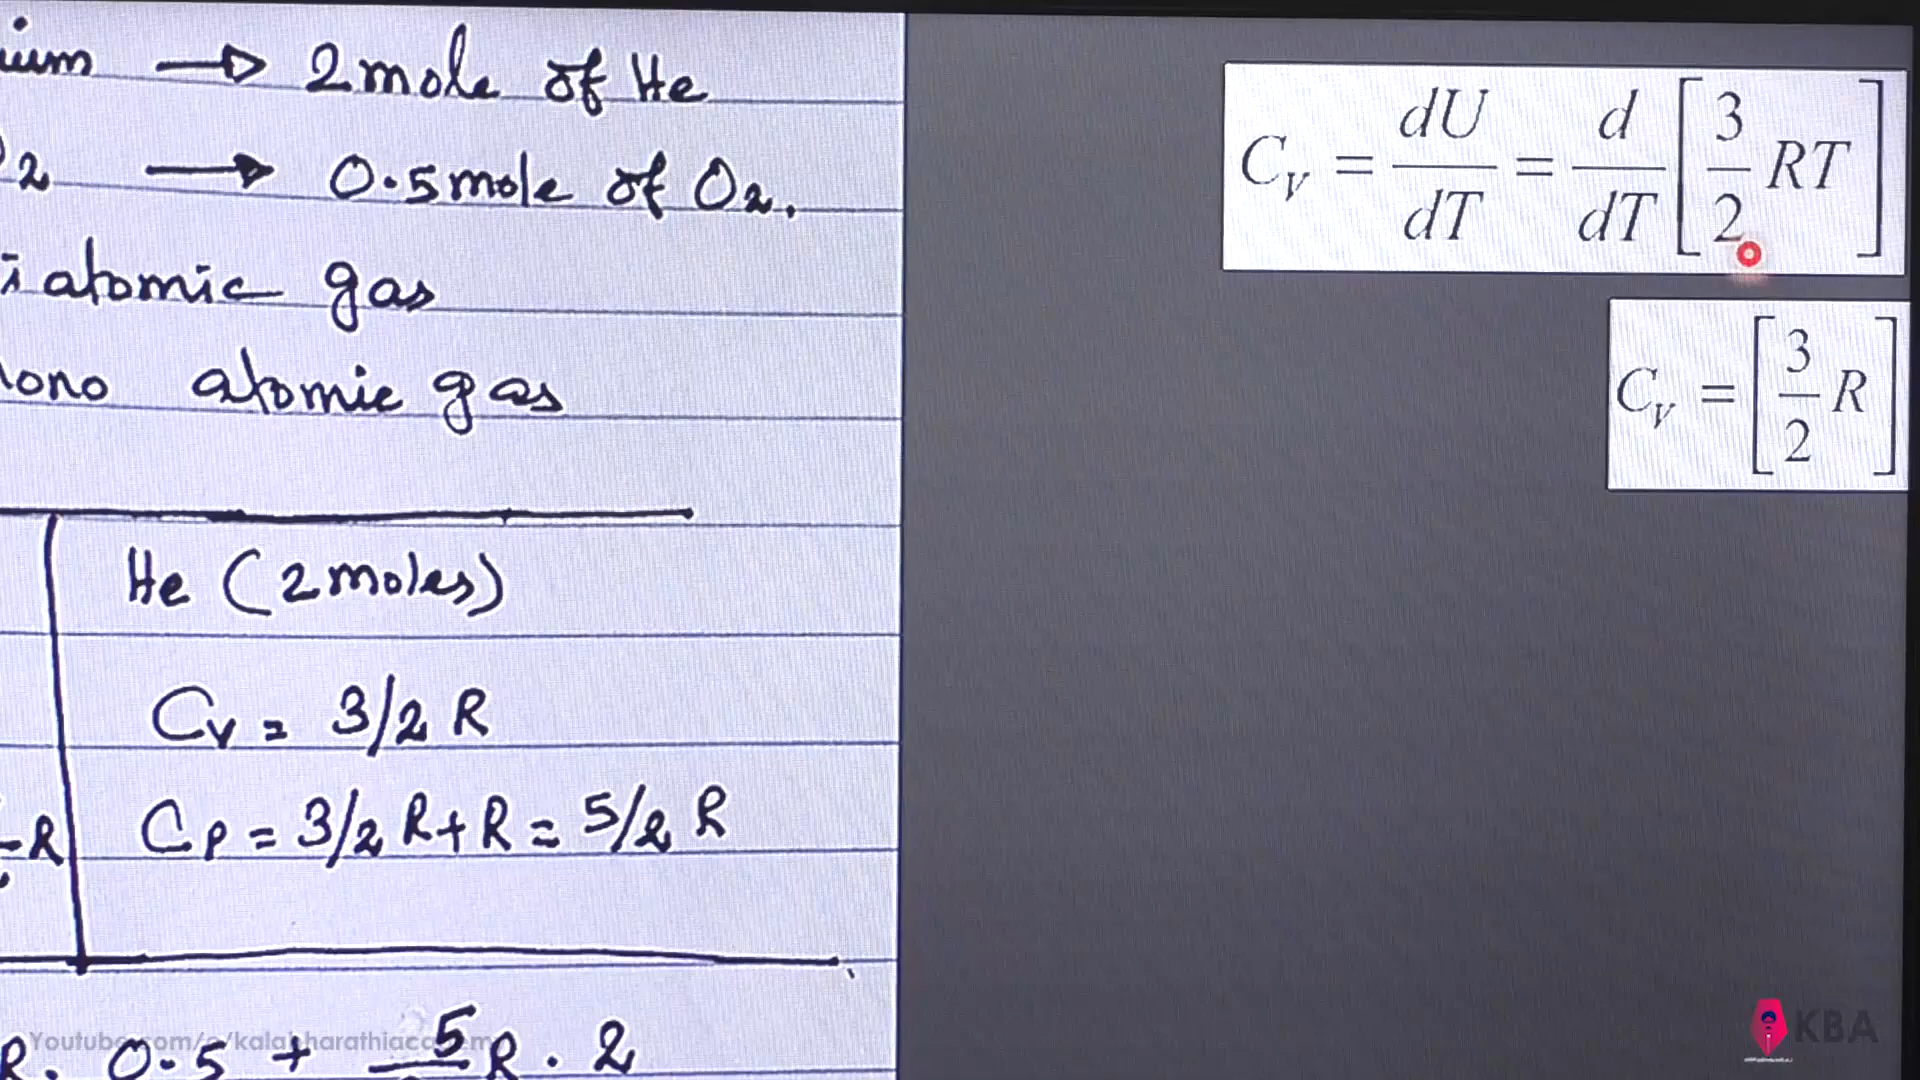 ium → 2 mole of He
O2 → 0.5 mole of O2.
iatomic gas
ono atomic gas
He (2 moles)
Cv = 3/2 R
-R
Cp = 3/2 R + R = 5/2 R
R. 0.5 + 5 R . 2
Cv = dU/dT = d/dT [3/2 RT]
Cv = [3/2 R]
KBA